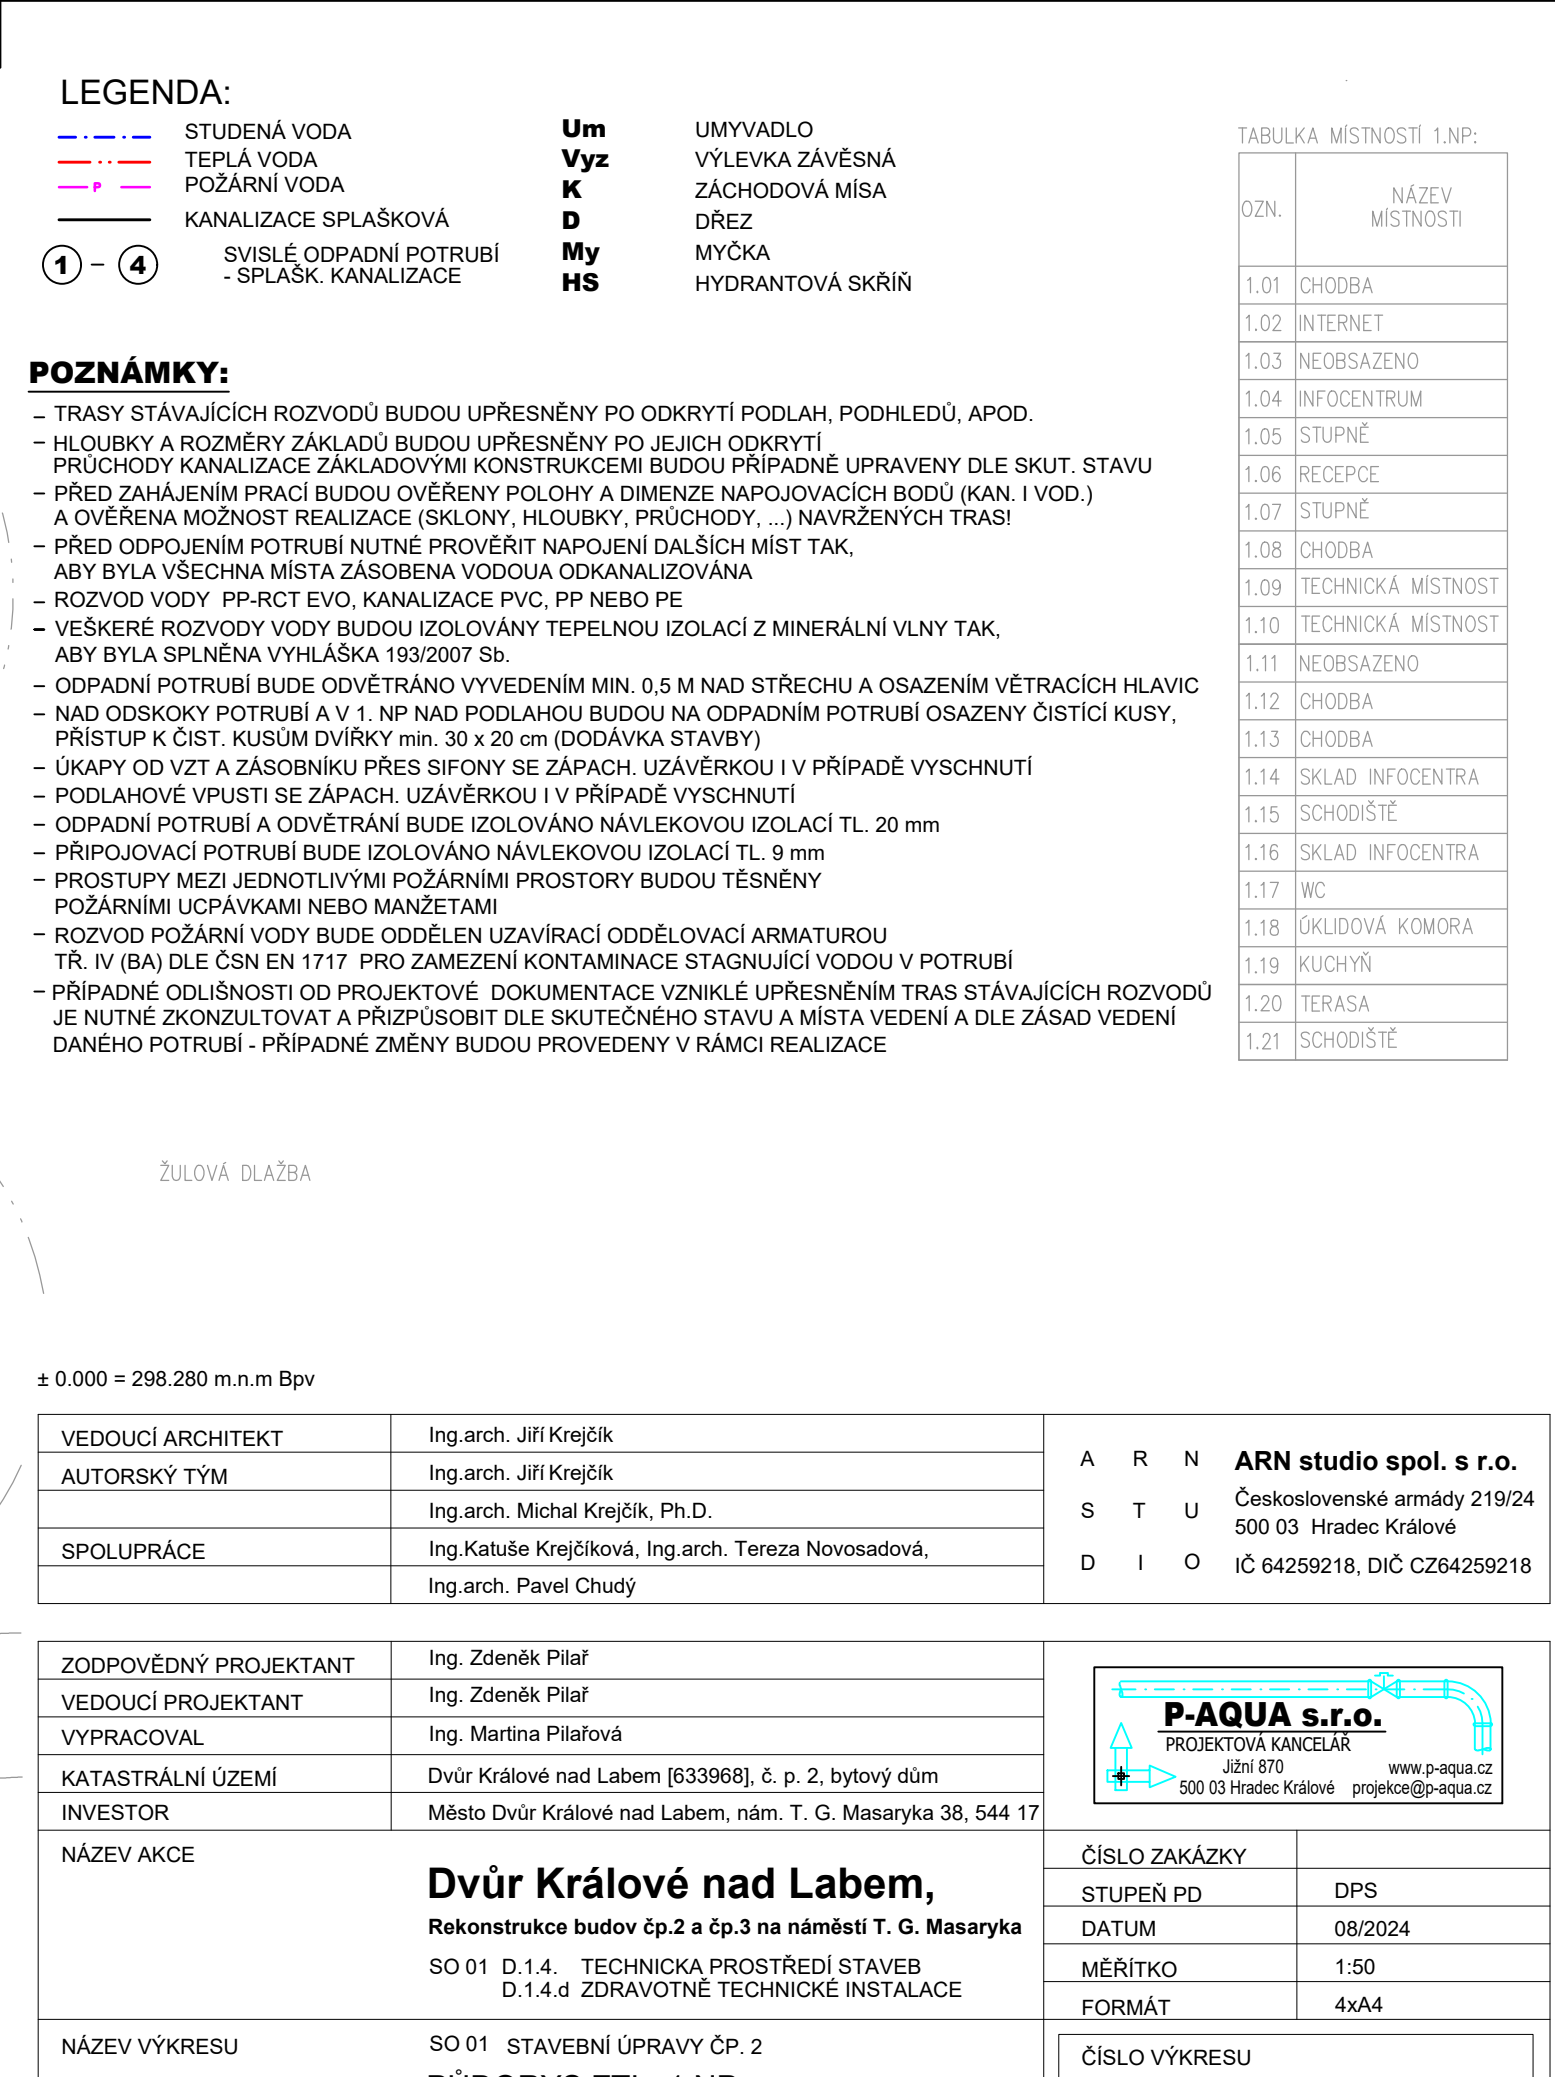 LEGENDA:
STUDENÁ VODA
TEPLÁ VODA
P POŽÁRNÍ VODA
KANALIZACE SPLAŠKOVÁ
1 – 4 SVISLÉ ODPADNÍ POTRUBÍ
- SPLAŠK. KANALIZACE
Um UMYVADLO
Vyz VÝLEVKA ZÁVĚSNÁ
K ZÁCHODOVÁ MÍSA
D DŘEZ
My MYČKA
HS HYDRANTOVÁ SKŘÍŇ
POZNÁMKY:
– TRASY STÁVAJÍCÍCH ROZVODŮ BUDOU UPŘESNĚNY PO ODKRYTÍ PODLAH, PODHLEDŮ, APOD.
– HLOUBKY A ROZMĚRY ZÁKLADŮ BUDOU UPŘESNĚNY PO JEJICH ODKRYTÍ
PRŮCHODY KANALIZACE ZÁKLADOVÝMI KONSTRUKCEMI BUDOU PŘÍPADNĚ UPRAVENY DLE SKUT. STAVU
– PŘED ZAHÁJENÍM PRACÍ BUDOU OVĚŘENY POLOHY A DIMENZE NAPOJOVACÍCH BODŮ (KAN. I VOD.)
A OVĚŘENA MOŽNOST REALIZACE (SKLONY, HLOUBKY, PRŮCHODY, ...) NAVRŽENÝCH TRAS!
– PŘED ODPOJENÍM POTRUBÍ NUTNÉ PROVĚŘIT NAPOJENÍ DALŠÍCH MÍST TAK,
ABY BYLA VŠECHNA MÍSTA ZÁSOBENA VODOUA ODKANALIZOVÁNA
– ROZVOD VODY PP-RCT EVO, KANALIZACE PVC, PP NEBO PE
– VEŠKERÉ ROZVODY VODY BUDOU IZOLOVÁNY TEPELNOU IZOLACÍ Z MINERÁLNÍ VLNY TAK,
ABY BYLA SPLNĚNA VYHLÁŠKA 193/2007 Sb.
– ODPADNÍ POTRUBÍ BUDE ODVĚTRÁNO VYVEDENÍM MIN. 0,5 M NAD STŘECHU A OSAZENÍM VĚTRACÍCH HLAVIC
– NAD ODSKOKY POTRUBÍ A V 1. NP NAD PODLAHOU BUDOU NA ODPADNÍM POTRUBÍ OSAZENY ČISTÍCÍ KUSY,
PŘÍSTUP K ČIST. KUSŮM DVÍŘKY min. 30 x 20 cm (DODÁVKA STAVBY)
– ÚKAPY OD VZT A ZÁSOBNÍKU PŘES SIFONY SE ZÁPACH. UZÁVĚRKOU I V PŘÍPADĚ VYSCHNUTÍ
– PODLAHOVÉ VPUSTI SE ZÁPACH. UZÁVĚRKOU I V PŘÍPADĚ VYSCHNUTÍ
– ODPADNÍ POTRUBÍ A ODVĚTRÁNÍ BUDE IZOLOVÁNO NÁVLEKOVOU IZOLACÍ TL. 20 mm
– PŘIPOJOVACÍ POTRUBÍ BUDE IZOLOVÁNO NÁVLEKOVOU IZOLACÍ TL. 9 mm
– PROSTUPY MEZI JEDNOTLIVÝMI POŽÁRNÍMI PROSTORY BUDOU TĚSNĚNY
POŽÁRNÍMI UCPÁVKAMI NEBO MANŽETAMI
– ROZVOD POŽÁRNÍ VODY BUDE ODDĚLEN UZAVÍRACÍ ODDĚLOVACÍ ARMATUROU
TŘ. IV (BA) DLE ČSN EN 1717 PRO ZAMEZENÍ KONTAMINACE STAGNUJÍCÍ VODOU V POTRUBÍ
– PŘÍPADNÉ ODLIŠNOSTI OD PROJEKTOVÉ DOKUMENTACE VZNIKLÉ UPŘESNĚNÍM TRAS STÁVAJÍCÍCH ROZVODŮ
JE NUTNÉ ZKONZULTOVAT A PŘIZPŮSOBIT DLE SKUTEČNÉHO STAVU A MÍSTA VEDENÍ A DLE ZÁSAD VEDENÍ
DANÉHO POTRUBÍ - PŘÍPADNÉ ZMĚNY BUDOU PROVEDENY V RÁMCI REALIZACE
TABULKA MÍSTNOSTÍ 1.NP:
OZN. NÁZEV
MÍSTNOSTI
1.01 CHODBA
1.02 INTERNET
1.03 NEOBSAZENO
1.04 INFOCENTRUM
1.05 STUPNĚ
1.06 RECEPCE
1.07 STUPNĚ
1.08 CHODBA
1.09 TECHNICKÁ MÍSTNOST
1.10 TECHNICKÁ MÍSTNOST
1.11 NEOBSAZENO
1.12 CHODBA
1.13 CHODBA
1.14 SKLAD INFOCENTRA
1.15 SCHODIŠTĚ
1.16 SKLAD INFOCENTRA
1.17 WC
1.18 ÚKLIDOVÁ KOMORA
1.19 KUCHYŇ
1.20 TERASA
1.21 SCHODIŠTĚ
ŽULOVÁ DLAŽBA
± 0.000 = 298.280 m.n.m Bpv
VEDOUCÍ ARCHITEKT Ing.arch. Jiří Krejčík
AUTORSKÝ TÝM Ing.arch. Jiří Krejčík
Ing.arch. Michal Krejčík, Ph.D.
SPOLUPRÁCE Ing.Katuše Krejčíková, Ing.arch. Tereza Novosadová,
Ing.arch. Pavel Chudý
A R N
S T U
D I O
ARN studio spol. s r.o.
Československé armády 219/24
500 03 Hradec Králové
IČ 64259218, DIČ CZ64259218
ZODPOVĚDNÝ PROJEKTANT Ing. Zdeněk Pilař
VEDOUCÍ PROJEKTANT Ing. Zdeněk Pilař
VYPRACOVAL Ing. Martina Pilařová
KATASTRÁLNÍ ÚZEMÍ Dvůr Králové nad Labem [633968], č. p. 2, bytový dům
INVESTOR Město Dvůr Králové nad Labem, nám. T. G. Masaryka 38, 544 17
P-AQUA s.r.o.
PROJEKTOVÁ KANCELÁŘ
Jižní 870 www.p-aqua.cz
500 03 Hradec Králové projekce@p-aqua.cz
NÁZEV AKCE
Dvůr Králové nad Labem,
Rekonstrukce budov čp.2 a čp.3 na náměstí T. G. Masaryka
SO 01 D.1.4. TECHNICKA PROSTŘEDÍ STAVEB
D.1.4.d ZDRAVOTNĚ TECHNICKÉ INSTALACE
ČÍSLO ZAKÁZKY
STUPEŇ PD DPS
DATUM 08/2024
MĚŘÍTKO 1:50
FORMÁT 4xA4
NÁZEV VÝKRESU SO 01 STAVEBNÍ ÚPRAVY ČP. 2
ČÍSLO VÝKRESU